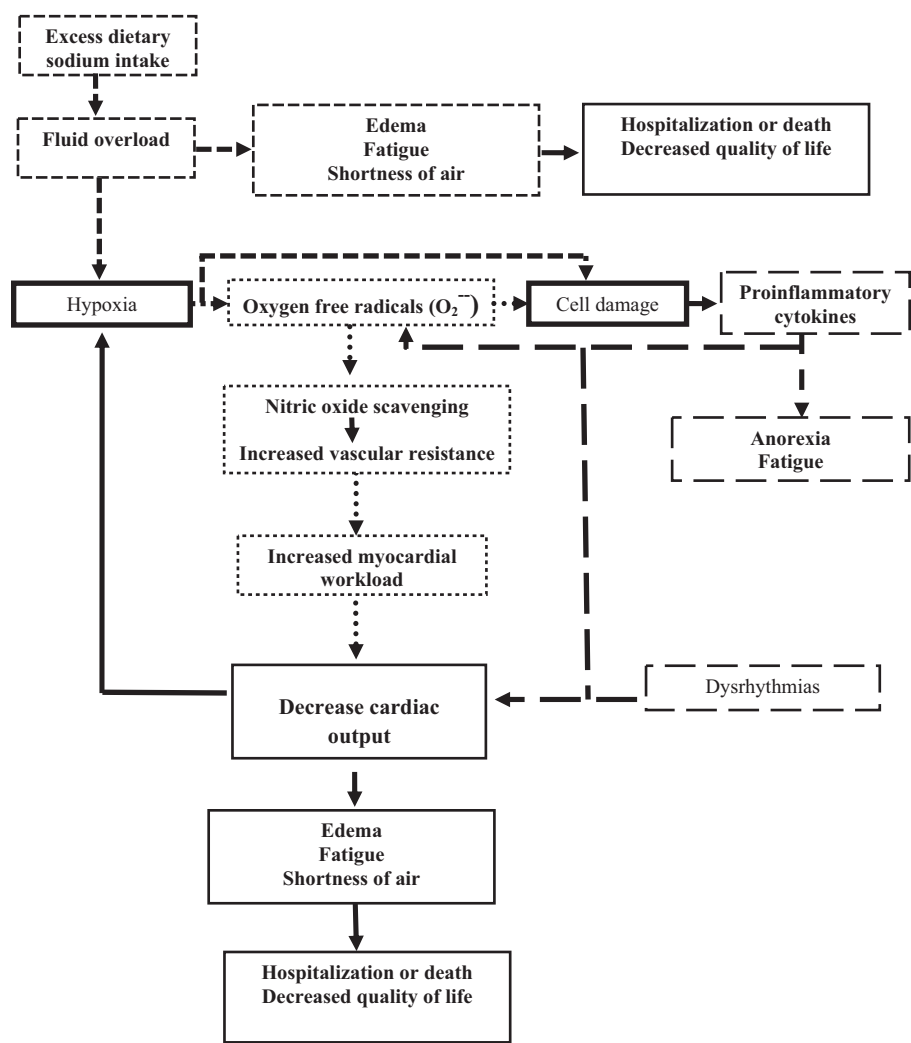 Excess dietary
sodium intake
Fluid overload
Edema
Fatigue
Shortness of air
Hospitalization or death
Decreased quality of life
Hypoxia
Oxygen free radicals (O₂⁻⁻)
Cell damage
Proinflammatory
cytokines
Nitric oxide scavenging
Increased vascular resistance
Anorexia
Fatigue
Increased myocardial
workload
Decrease cardiac
output
Dysrhythmias
Edema
Fatigue
Shortness of air
Hospitalization or death
Decreased quality of life